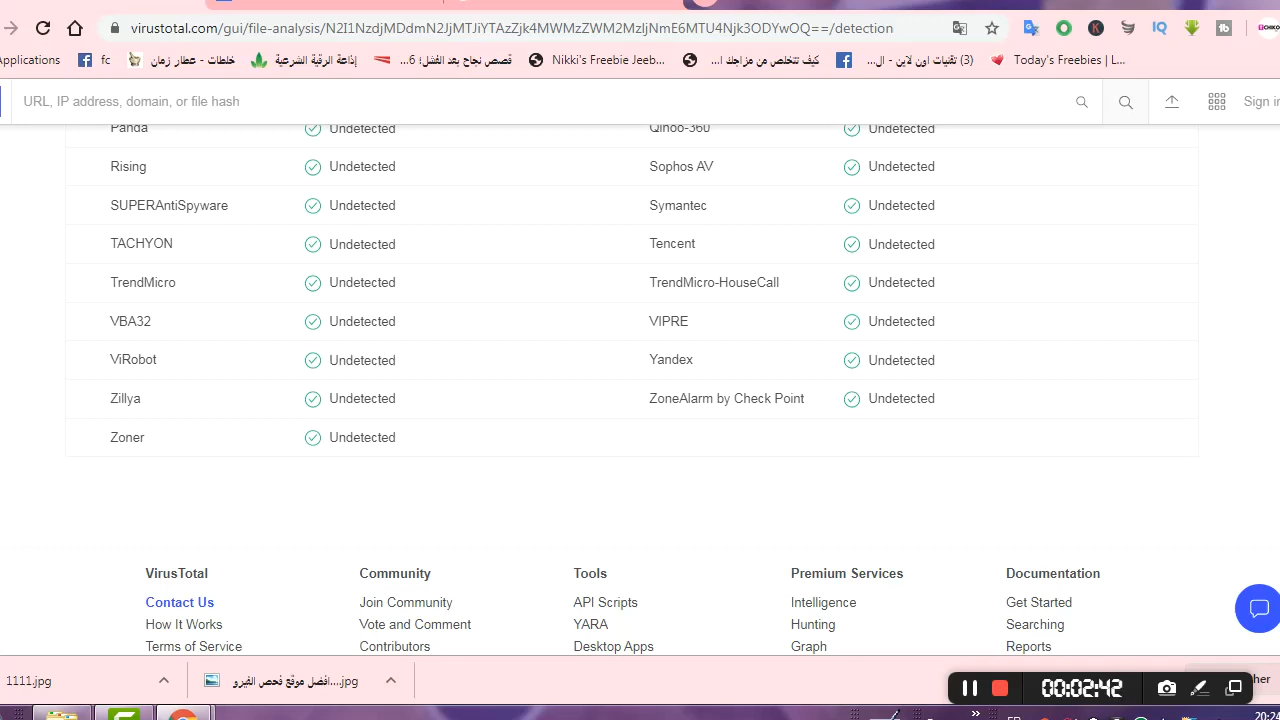 virustotal.com/gui/file-analysis/N2I1NzdjMDdmN2JjMTJiYTAzZjk4MWMzZWM2MzljNmE6MTU4Njk3ODYwOQ==/detection
Applications fc خلطات - عطار زمان إذاعة الرقية الشرعية قصص نجاح بعد الفشل؛ 6... Nikki's Freebie Jeeb... كيف تتخلص من مزاجك ا... (3) تقنيات اون لاين - ال... Today's Freebies | L...
URL, IP address, domain, or file hash Sign in
Panda Undetected Qihoo-360 Undetected
Rising Undetected Sophos AV Undetected
SUPERAntiSpyware Undetected Symantec Undetected
TACHYON Undetected Tencent Undetected
TrendMicro Undetected TrendMicro-HouseCall Undetected
VBA32 Undetected VIPRE Undetected
ViRobot Undetected Yandex Undetected
Zillya Undetected ZoneAlarm by Check Point Undetected
Zoner Undetected
VirusTotal Community Tools Premium Services Documentation
Contact Us Join Community API Scripts Intelligence Get Started
How It Works Vote and Comment YARA Hunting Searching
Terms of Service Contributors Desktop Apps Graph Reports
1111.jpg افضل موقع فحص الفيرو....jpg 00:02:42 her
FR 20:24